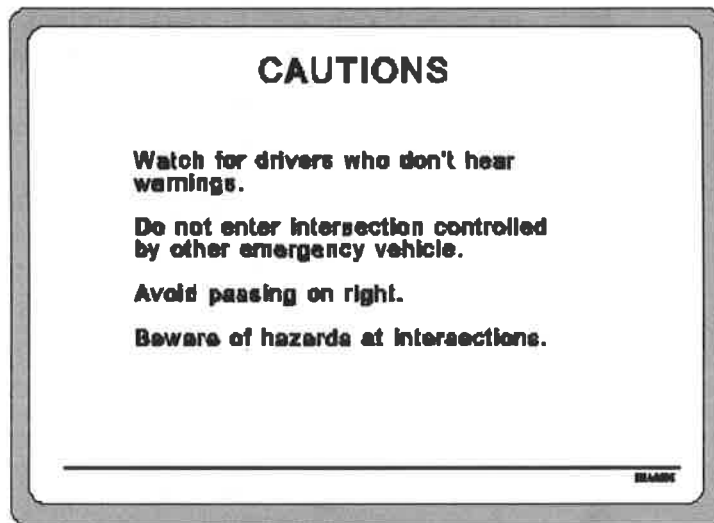 CAUTIONS
Watch for drivers who don't hear
warnings.
Do not enter intersection controlled
by other emergency vehicle.
Avoid passing on right.
Beware of hazards at intersections.